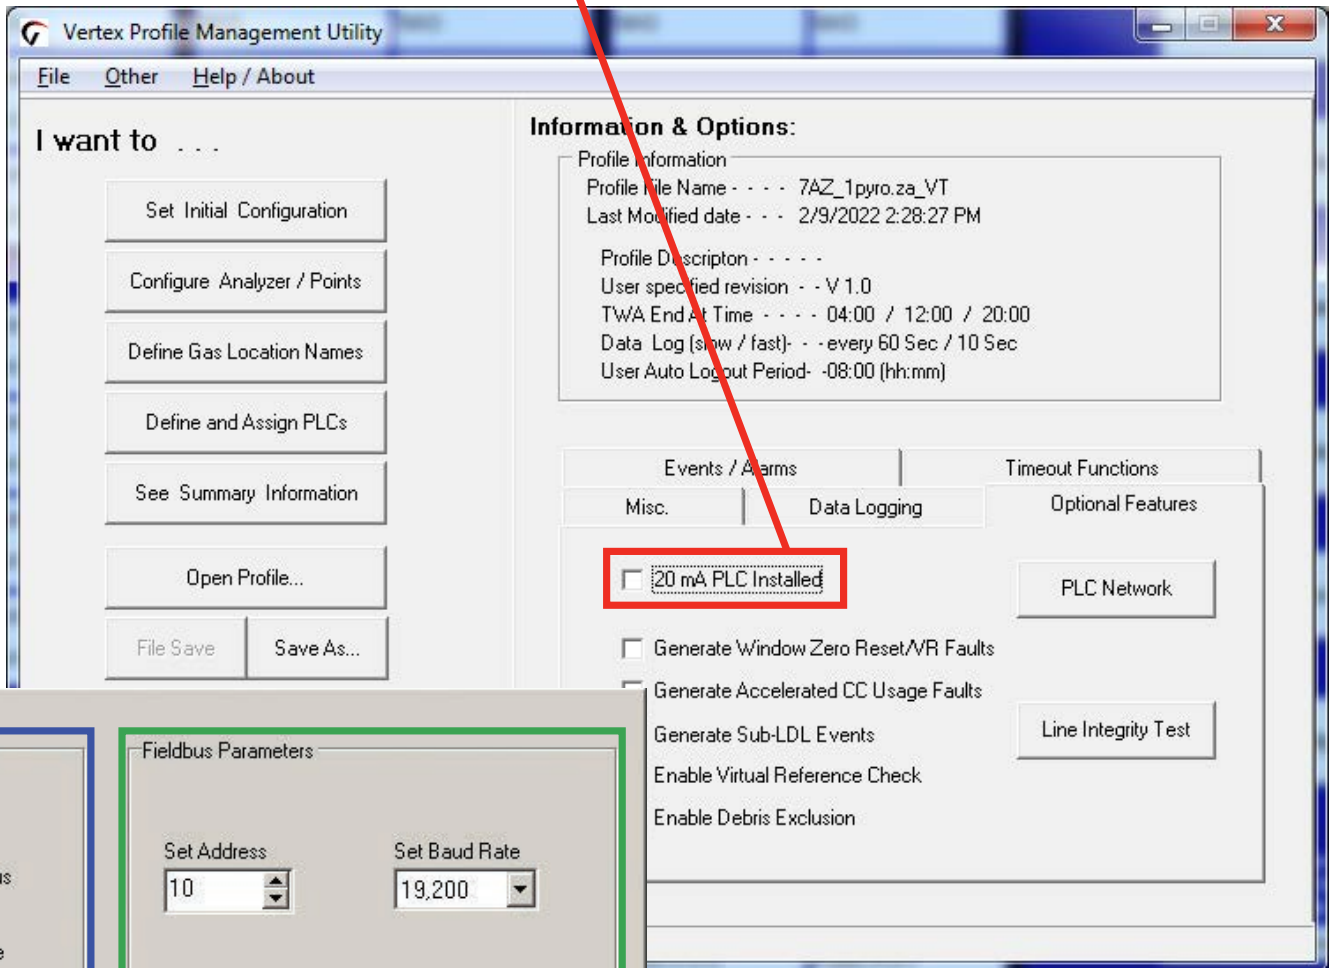 Vertex Profile Management Utility
File Other Help / About
I want to . . .
Set Initial Configuration
Configure Analyzer / Points
Define Gas Location Names
Define and Assign PLCs
See Summary Information
Open Profile...
File Save Save As...
Information & Options:
Profile Information
Profile File Name - - - - 7AZ_1pyro.za_VT
Last Modified date - - - 2/9/2022 2:28:27 PM
Profile Descripton - - - - -
User specified revision - - V 1.0
TWA End At Time - - - - 04:00 / 12:00 / 20:00
Data Log (slow / fast)- - - every 60 Sec / 10 Sec
User Auto Logout Period- -08:00 (hh:mm)
Events / Alarms Timeout Functions
Misc. Data Logging Optional Features
20 mA PLC Installed
PLC Network
Generate Window Zero Reset/VR Faults
Generate Accelerated CC Usage Faults
Generate Sub-LDL Events
Line Integrity Test
Enable Virtual Reference Check
Enable Debris Exclusion
Fieldbus Parameters
Set Address Set Baud Rate
10 19,200